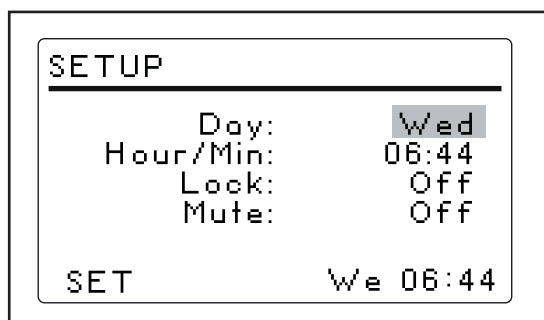 SETUP
Day: Wed
Hour/Min: 06:44
Lock: Off
Mute: Off
SET We 06:44